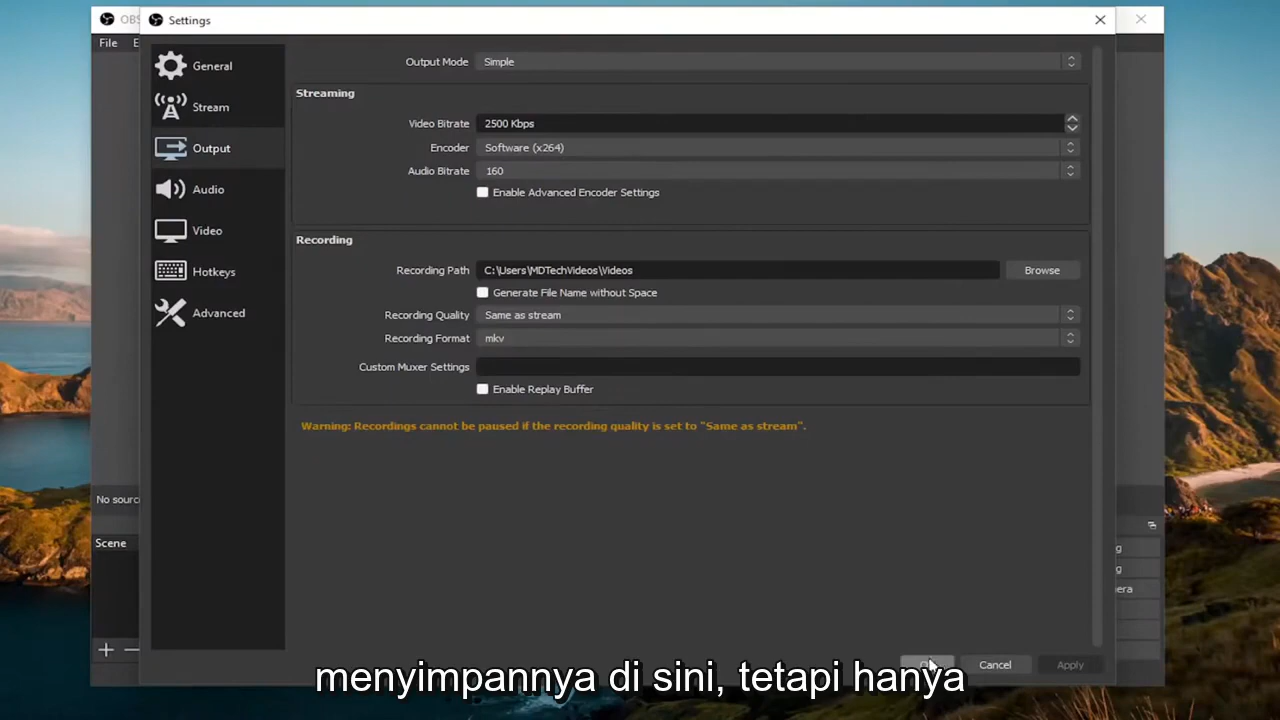 OBS
Settings
File
E
General
Stream
Output
Audio
Video
Hotkeys
Advanced
Output Mode Simple
Streaming
Video Bitrate 2500 Kbps
Encoder Software (x264)
Audio Bitrate 160
Enable Advanced Encoder Settings
Recording
Recording Path C:\Users\MDTechVideos\Videos Browse
Generate File Name without Space
Recording Quality Same as stream
Recording Format mkv
Custom Muxer Settings
Enable Replay Buffer
Warning: Recordings cannot be paused if the recording quality is set to "Same as stream".
No sourc
Scene
g
g
era
Cancel Apply
menyimpannya di sini, tetapi hanya